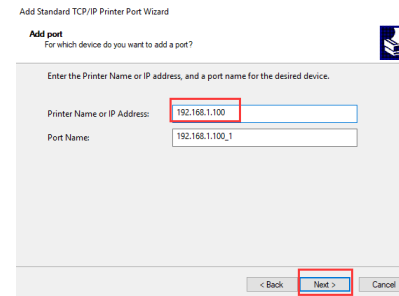 Add Standard TCP/IP Printer Port Wizard
Add port
For which device do you want to add a port?
Enter the Printer Name or IP address, and a port name for the desired device.
Printer Name or IP Address: 192.168.1.100
Port Name: 192.168.1.100_1
< Back Next > Cancel